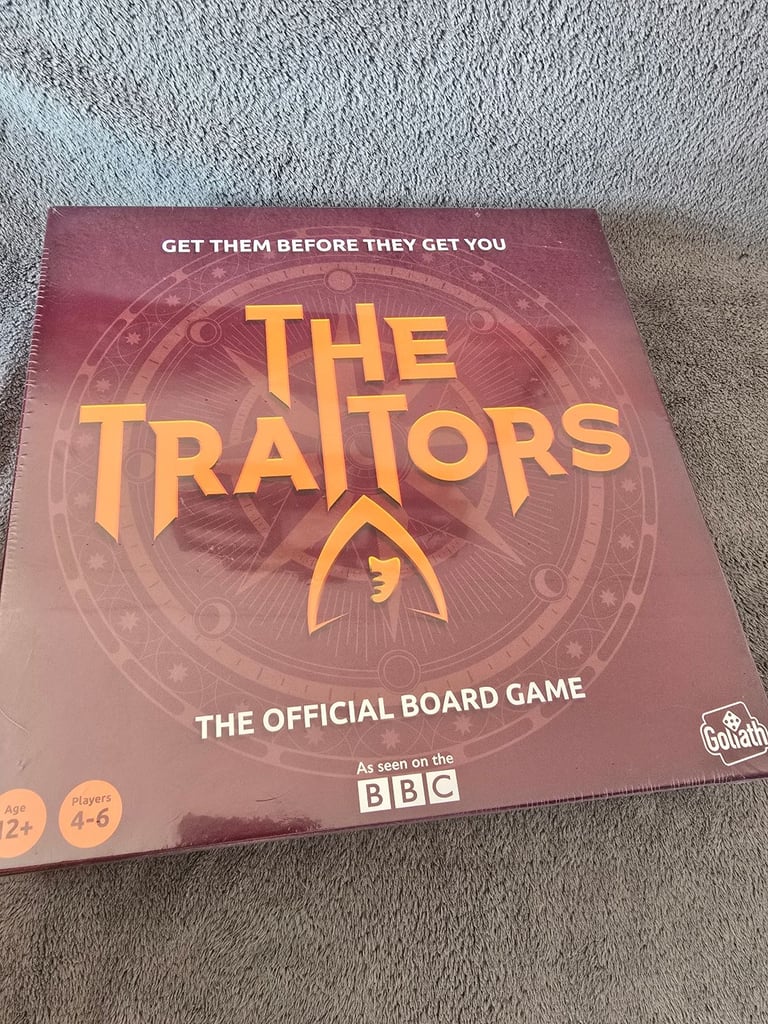 GET THEM BEFORE THEY GET YOU
THE
TRAITORS
THE OFFICIAL BOARD GAME
As seen on the
BBC
Goliath
Age
12+
Players
4-6